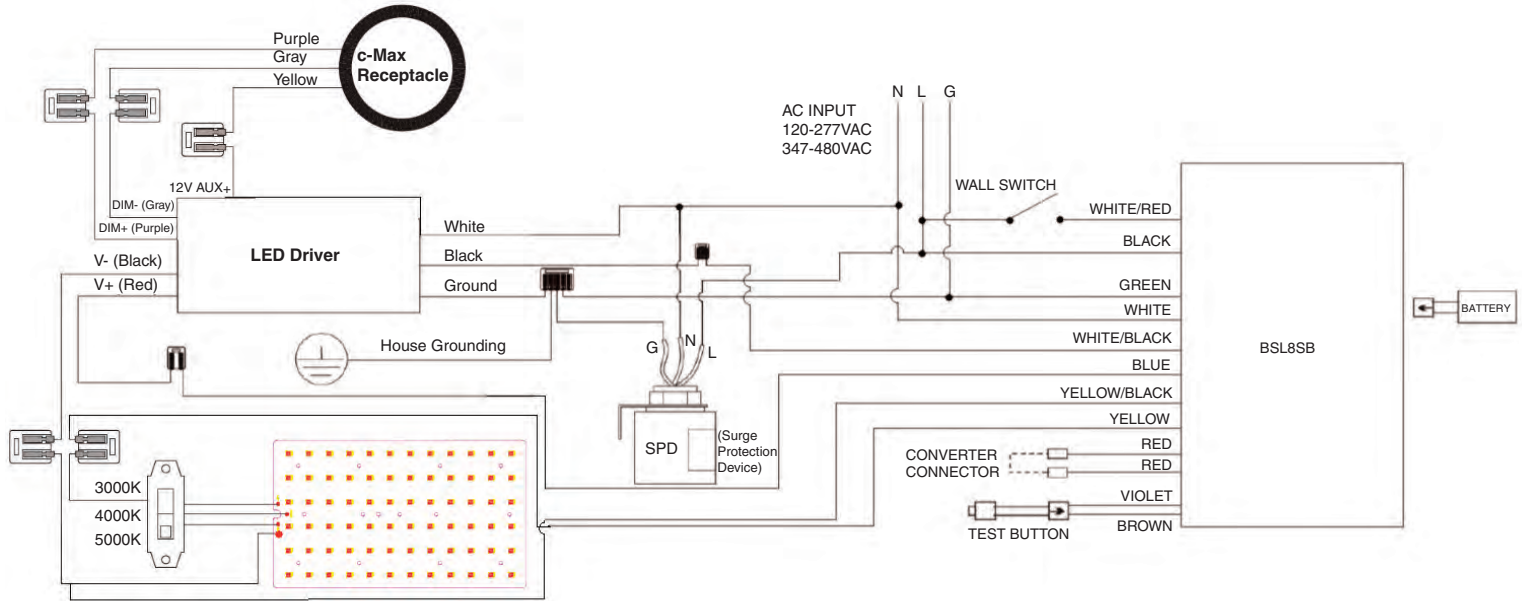 Purple
Gray
Yellow
c-Max
Receptacle
N L G
AC INPUT
120-277VAC
347-480VAC
12V AUX+
DIM- (Gray)
DIM+ (Purple)
V- (Black)
V+ (Red)
LED Driver
White
Black
Ground
House Grounding
WALL SWITCH
WHITE/RED
BLACK
GREEN
WHITE
WHITE/BLACK
BLUE
YELLOW/BLACK
YELLOW
RED
RED
VIOLET
BROWN
BSL8SB
BATTERY
G N L
SPD
(Surge
Protection
Device)
CONVERTER
CONNECTOR
TEST BUTTON
3000K
4000K
5000K